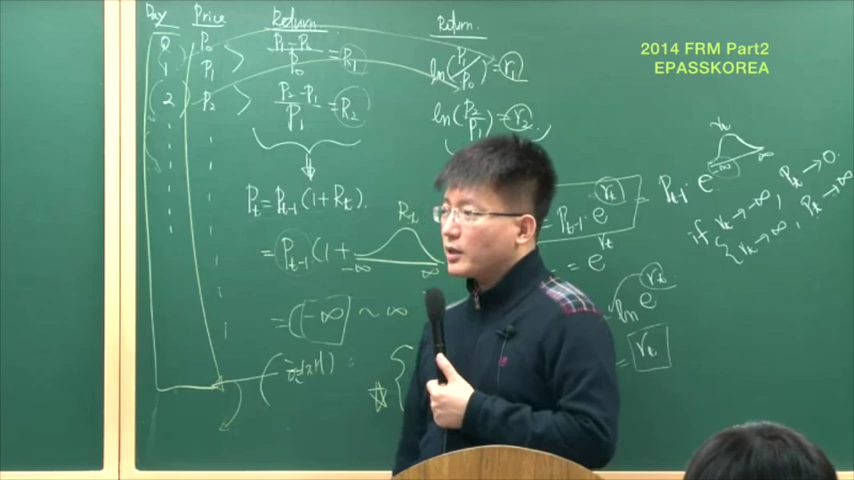 2014 FRM Part2
EPASSKOREA
Day Price Return Return
0 P₀ P₁-P₀ / P₀ = R₁ ln(P₁/P₀) = r₁
1 P₁
2 P₂ P₂-P₁ / P₁ = R₂ ln(P₂/P₁) = r₂
Pt = Pt-1 (1+Rt).
= Pt-1 (1+ -∞ ∞ Rt
= (-∞ ~ ∞
= Pt-1 · e^rt = Pt-1 · e
= e^rt
ln e^rt
= rt
-∞ ∞
if rt → -∞, Pt → 0.
rt → ∞, Pt → ∞